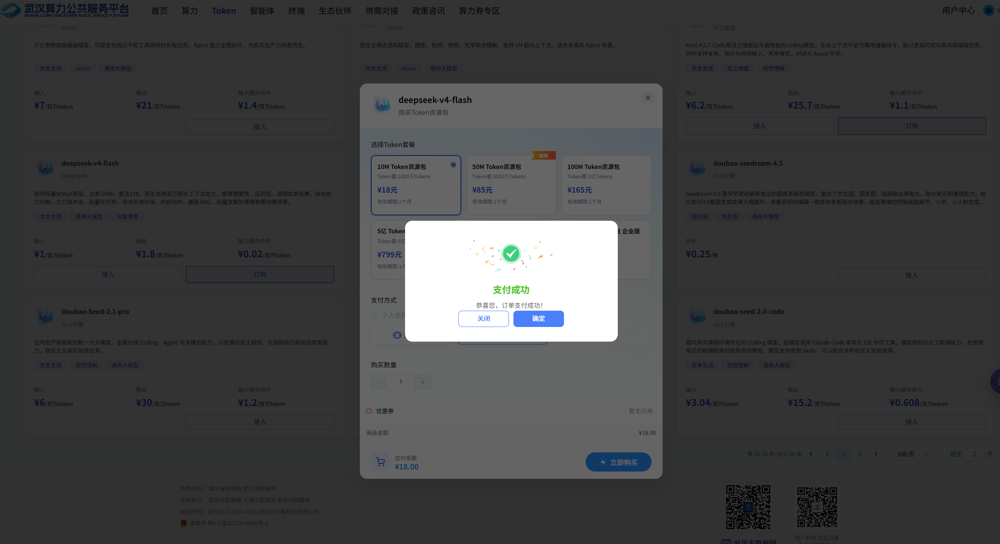 武汉算力公共服务平台
WUHAN COMPUTING POWER PUBLIC SERVICE PLATFORM
首页 算力 Token 智能体 终端 生态伙伴 供需对接 政策咨讯 算力券专区
用户中心 徐
mimo
万亿参数旗舰基座模型，可稳定完成近千轮工具调用的长程任务。Agent 能力全面跃升，为真实生产力场景而生。
文本生成 mimo 通用大模型
输入 输出 输入缓存命中
¥7/百万token ¥21/百万token ¥1.4/百万token
接入
mimo
原生全模态感知模型，图像、视频、音频、文本联合理解。支持 1M 超长上下文，适合多模态 Agent 场景。
文本生成 mimo 通用大模型
月之暗面
Kimi-K2.7-Code是月之暗面迄今最智能的coding模型，在长上下文中更可靠地遵循指令，能以更高的成功率完成编程任务，
同时支持文本、图片与视频输入，思考模式，对话与 Agent 任务。
文本生成 月之暗面 视觉理解
输入 输出 输入缓存命中
¥6.2/百万token ¥25.7/百万token ¥1.1/百万token
接入 订购
deepseek-v4-flash
DeepSeek
高效轻量化MoE模型，总参284B，激活13B，原生支持百万超长上下文能力。推理速度快、延迟低、调用成本低廉，综合能
力均衡，主打高并发、轻量化任务，适合日常对话、内容创作、基础 RAG、批量文案处理等普惠刚需场景。
文本生成 通用大模型 深度思考
输入 输出 输入缓存命中
¥1/百万token ¥1.8/百万token ¥0.02/百万token
接入 订购
doubao-seedream-4.5
火山引擎
Seedream 4.5 是字节跳动最新推出的图像多模态模型，整合了文生图、图生图、组图输出等能力，融合常识和推理能力。相
比前代4.0模型生成效果大幅提升，具备更好的编辑一致性和多图融合效果，能更精准的控制画面细节，小字、小人脸生成...
图生图 文生图 通用大模型
单价
¥0.25/张
接入
Doubao-Seed-2.1-pro
火山引擎
迈向生产级智能的新一代大模型，全面升级 Coding、Agent 与多模态能力，以更强的自主规划、长链路执行和动态修复能
力，胜任企业真实复杂任务。
文本生成 视觉理解 通用大模型
输入 输出 输入缓存命中
¥6/百万token ¥30/百万token ¥1.2/百万token
接入
doubao-seed-2.0-code
火山引擎
面向真实编程环境优化的 Coding 模型，能稳定调用 Claude Code 等常见 IDE 中的工具。模型特别优化了前端能力，在使用
常见的前端框架时能有良好表现。模型支持使用 Skills，可以配合多种自定义技能使用。
文本生成 视觉理解 通用大模型
输入 输出 输入缓存命中
¥3.04/百万token ¥15.2/百万token ¥0.608/百万token
接入
deepseek-v4-flash
购买Token资源包
选择Token套餐
10M Token资源包
Token量:1000万Tokens
¥18元
有效期限:1个月
推荐
50M Token资源包
Token量:5000万Tokens
¥85元
有效期限:1个月
100M Token资源包
Token量:1亿Tokens
¥165元
有效期限:1个月
5亿 Token
Token量:5亿
¥799元
有效期限:1个
包 企业版
支付成功
恭喜您，订单支付成功！
关闭 确定
支付方式
个人支付
购买数量
1
优惠券 暂无可用
商品金额 ¥18.00
应付金额
¥18.00
立即购买
第 10-18 条/总共 26 条 1 2 3 9条/页 跳至 2 页
指导单位： 湖北省数据局 武汉市数据局
支持单位： 宜昌市数据局 十堰市数据局 恩施州数据局
版权所有：武汉云 © 2024-2025 武汉云计算科技有限公司
备案号 鄂ICP备2021014985号-9
武汉市数据局
扫一扫关注武汉算